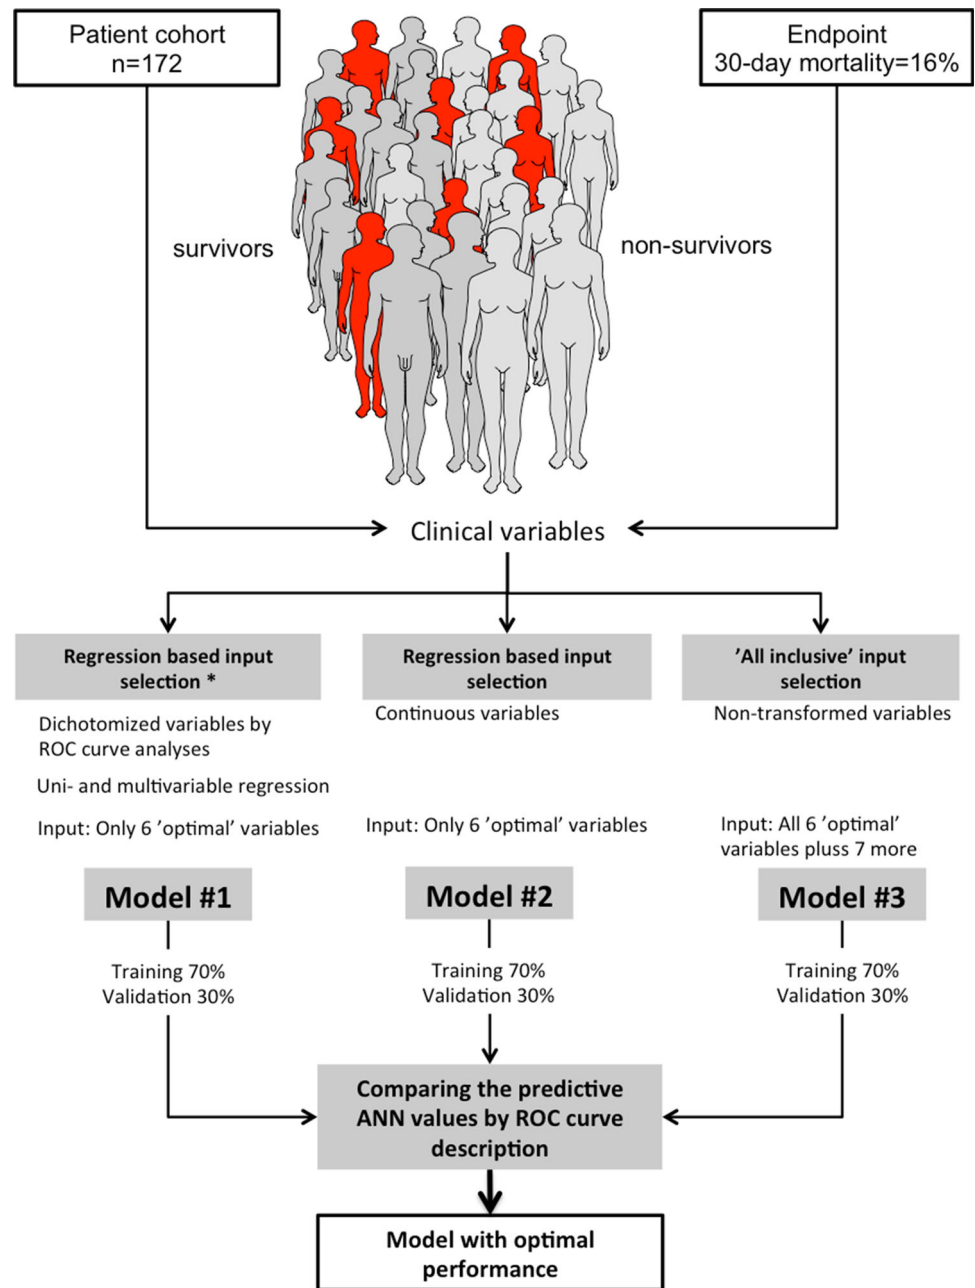 Patient cohort
n=172
Endpoint
30-day mortality=16%
survivors
non-survivors
Clinical variables
Regression based input
selection *
Dichotomized variables by
ROC curve analyses
Uni- and multivariable regression
Input: Only 6 'optimal' variables
Model #1
Training 70%
Validation 30%
Regression based input
selection
Continuous variables
Input: Only 6 'optimal' variables
Model #2
Training 70%
Validation 30%
'All inclusive' input
selection
Non-transformed variables
Input: All 6 'optimal'
variables pluss 7 more
Model #3
Training 70%
Validation 30%
Comparing the predictive
ANN values by ROC curve
description
Model with optimal
performance